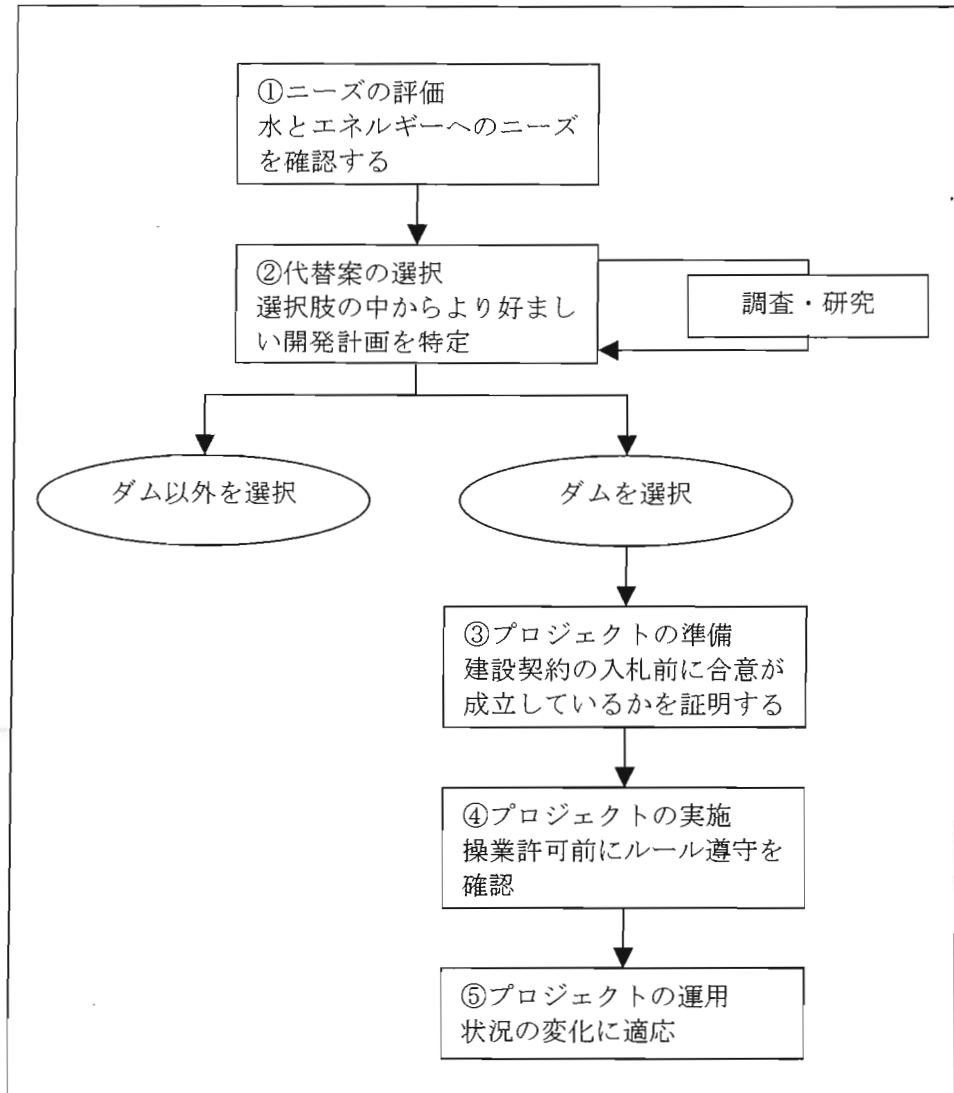 ①ニーズの評価
水とエネルギーへのニーズ
を確認する
②代替案の選択
選択肢の中からより好まし
い開発計画を特定
調査・研究
ダム以外を選択
ダムを選択
③プロジェクトの準備
建設契約の入札前に合意が
成立しているかを証明する
④プロジェクトの実施
操業許可前にルール遵守を
確認
⑤プロジェクトの運用
状況の変化に適応